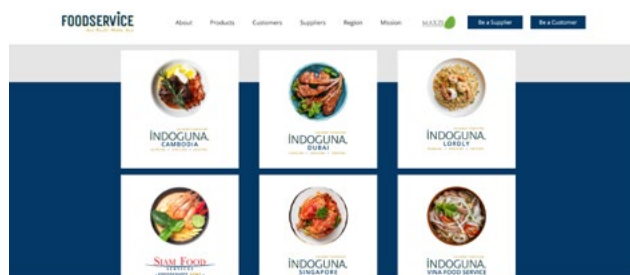 FOODSERVICE
About Products Customers Suppliers Region Mission Be a Supplier Be a Customer
INDOGUNA
CAMBODIA
INDOGUNA
DUBAI
INDOGUNA
LORDLY
SIAM FOOD
SERVICES
INDOGUNA
SINGAPORE
INDOGUNA
VINA FOOD SERVICE